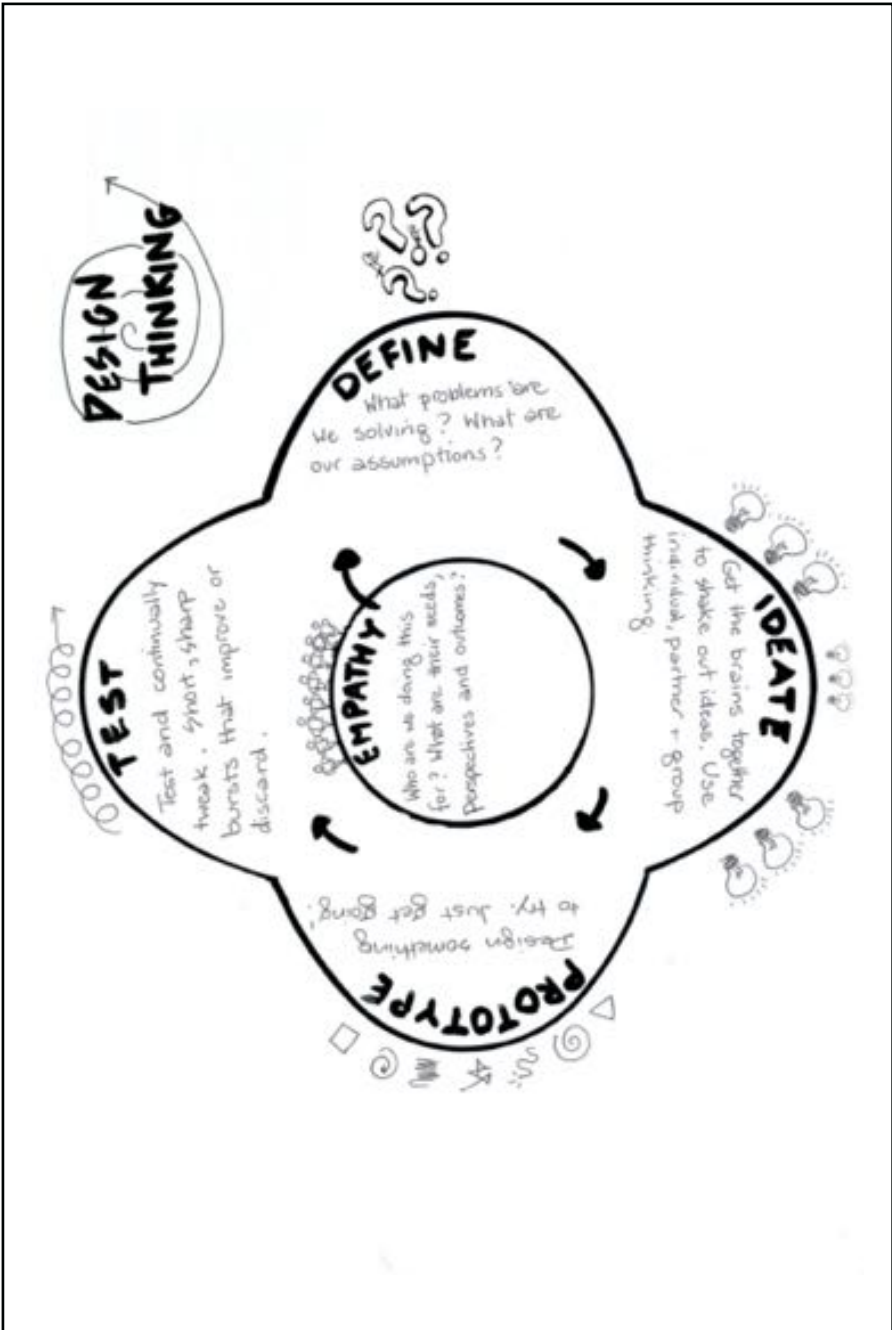 DESIGN
THINKING
DEFINE
What problems are
we solving? What are
our assumptions?
IDEATE
Get the brains together
to shake out ideas. Use
individual, partner + group
thinking.
PROTOTYPE
Design something
to try. Just get going!
TEST
Test and continually
tweak. Short, sharp
bursts that improve or
discard.
EMPATHY
Who are we doing this
for? What are their needs,
perspectives and outcomes?